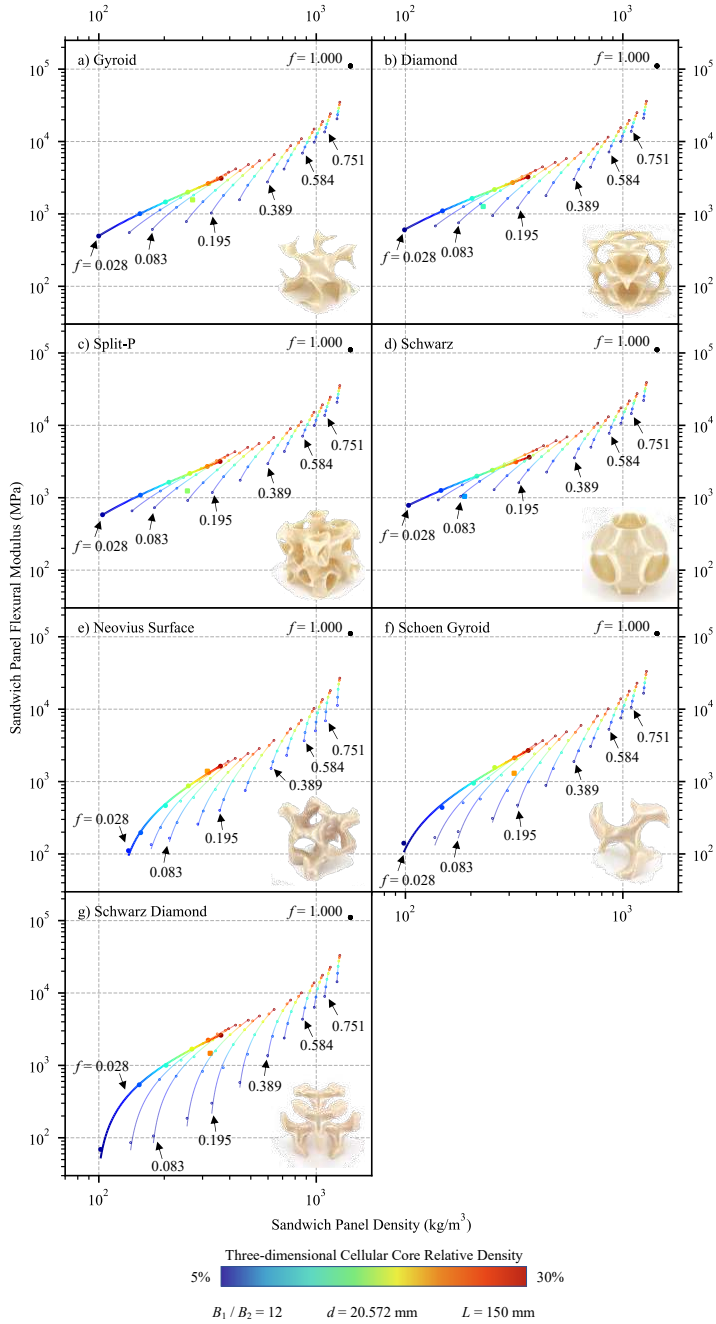 10² 10³
a) Gyroid f = 1.000
b) Diamond f = 1.000
10⁵ 10⁵
10⁴ 10⁴
10³ 10³
10² 10²
f = 0.028 0.083 0.195 0.389 0.584 0.751
f = 0.028 0.083 0.195 0.389 0.584 0.751
c) Split-P f = 1.000
d) Schwarz f = 1.000
10⁵ 10⁵
10⁴ 10⁴
10³ 10³
10² 10²
f = 0.028 0.083 0.195 0.389 0.584 0.751
f = 0.028 0.083 0.195 0.389 0.584 0.751
Sandwich Panel Flexural Modulus (MPa)
e) Neovius Surface f = 1.000
f) Schoen Gyroid f = 1.000
10⁵ 10⁵
10⁴ 10⁴
10³ 10³
10² 10²
f = 0.028 0.083 0.195 0.389 0.584 0.751
f = 0.028 0.083 0.195 0.389 0.584 0.751
10² 10³
g) Schwarz Diamond f = 1.000
10⁵
10⁴
10³
10²
f = 0.028 0.083 0.195 0.389 0.584 0.751
10² 10³
Sandwich Panel Density (kg/m³)
Three-dimensional Cellular Core Relative Density
5% 30%
B₁ / B₂ = 12 d = 20.572 mm L = 150 mm